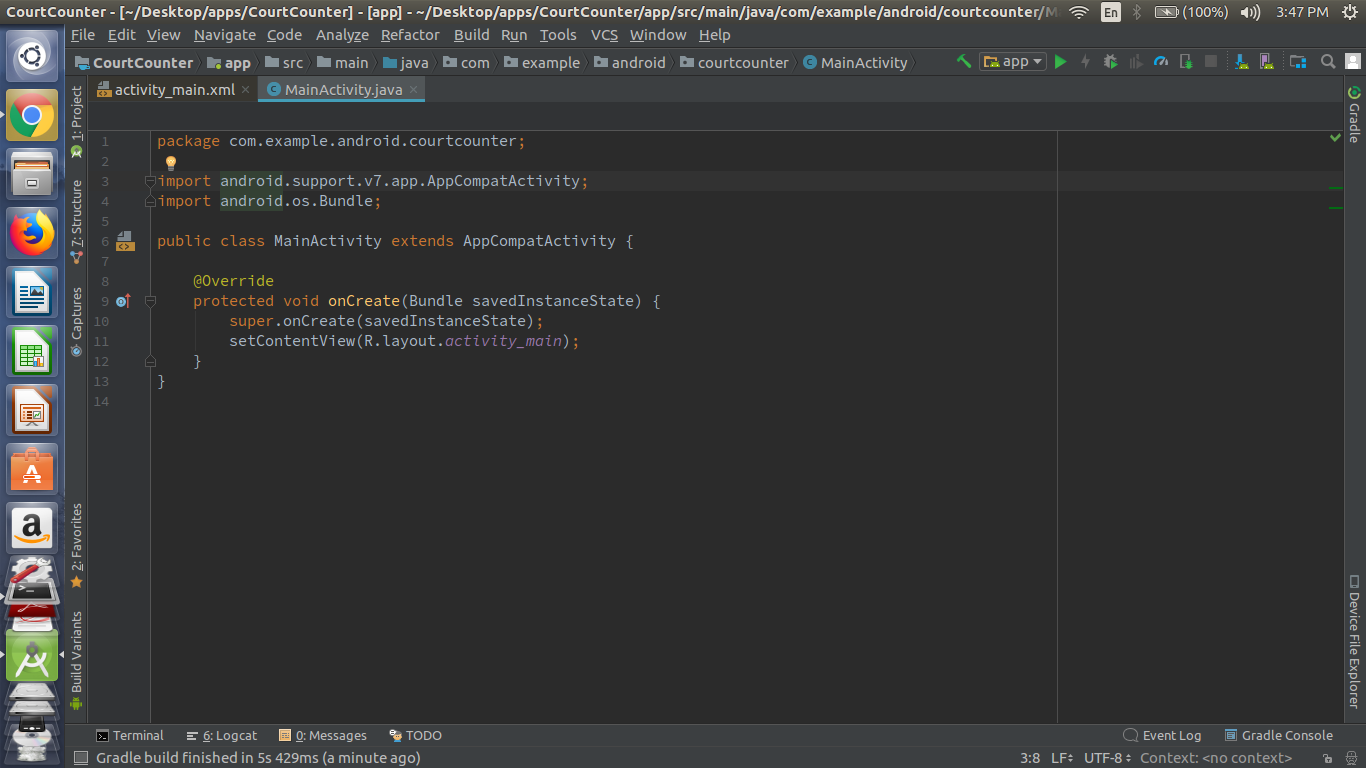 CourtCounter - [~/Desktop/apps/CourtCounter] - [app] - ~/Desktop/apps/CourtCounter/app/src/main/java/com/example/android/courtcounter/M
En (100%) 3:47 PM
File Edit View Navigate Code Analyze Refactor Build Run Tools VCS Window Help
CourtCounter app src main java com example android courtcounter MainActivity
app
activity_main.xml MainActivity.java
1: Project
7: Structure
Captures
2: Favorites
Build Variants
1 package com.example.android.courtcounter;
2
3 import android.support.v7.app.AppCompatActivity;
4 import android.os.Bundle;
5
6 public class MainActivity extends AppCompatActivity {
7
8 @Override
9 protected void onCreate(Bundle savedInstanceState) {
10 super.onCreate(savedInstanceState);
11 setContentView(R.layout.activity_main);
12 }
13 }
14
Gradle
Device File Explorer
Terminal 6: Logcat 0: Messages TODO Event Log Gradle Console
Gradle build finished in 5s 429ms (a minute ago) 3:8 LF UTF-8 Context: <no context>